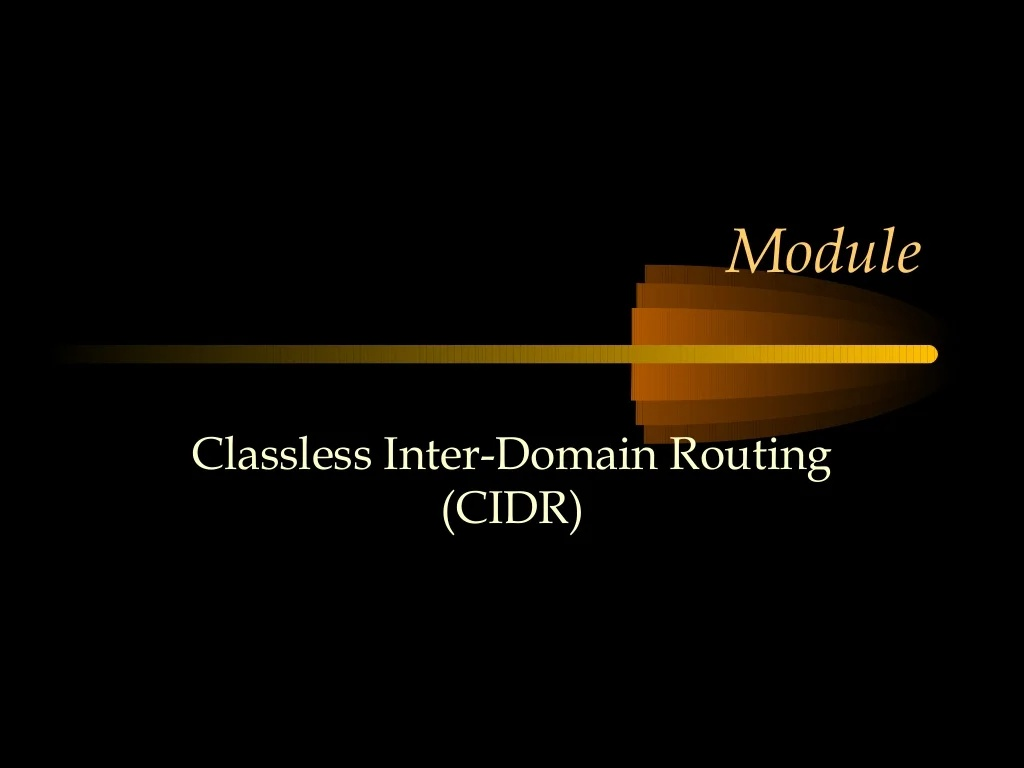 Module
Classless Inter-Domain Routing
(CIDR)